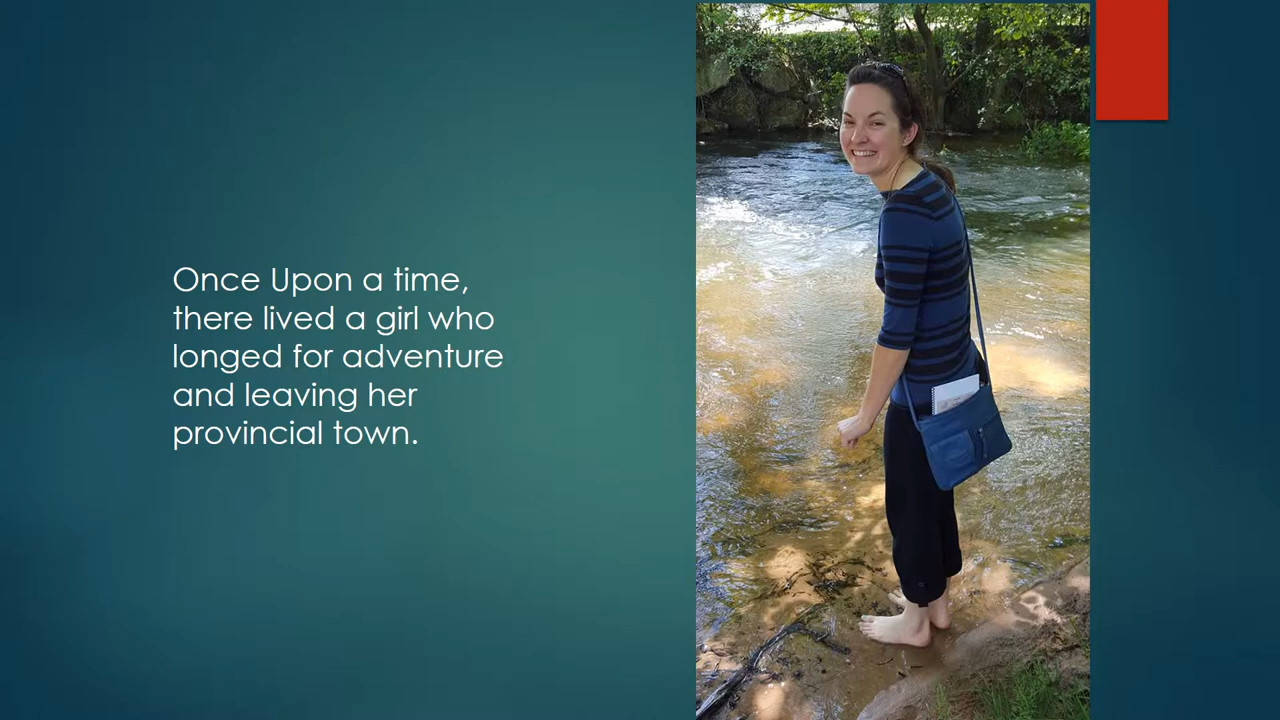 Once Upon a time,
there lived a girl who
longed for adventure
and leaving her
provincial town.